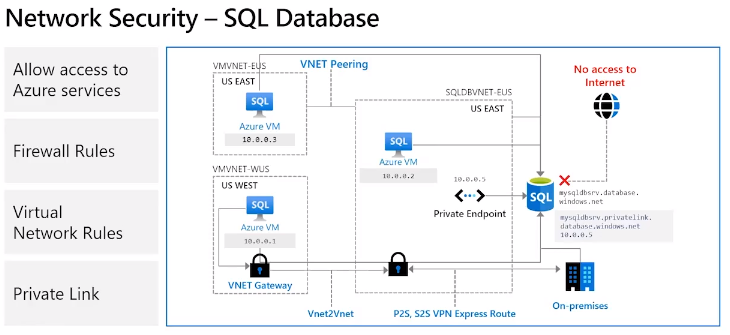 Network Security – SQL Database
Allow access to
Azure services
Firewall Rules
Virtual
Network Rules
Private Link
VMVNET-EUS
US EAST
SQL
Azure VM
10.0.0.3
VNET Peering
SQLDBVNET-EUS
US EAST
Azure VM
10.0.0.2
10.0.0.5
Private Endpoint
VMVNET-WUS
US WEST
SQL
Azure VM
10.0.0.1
VNET Gateway
Vnet2Vnet
P2S, S2S VPN Express Route
No access to
Internet
SQL
mysqldbsrv.database.
windows.net
mysqldbsrv.privatelink.
database.windows.net
10.0.0.5
On-premises